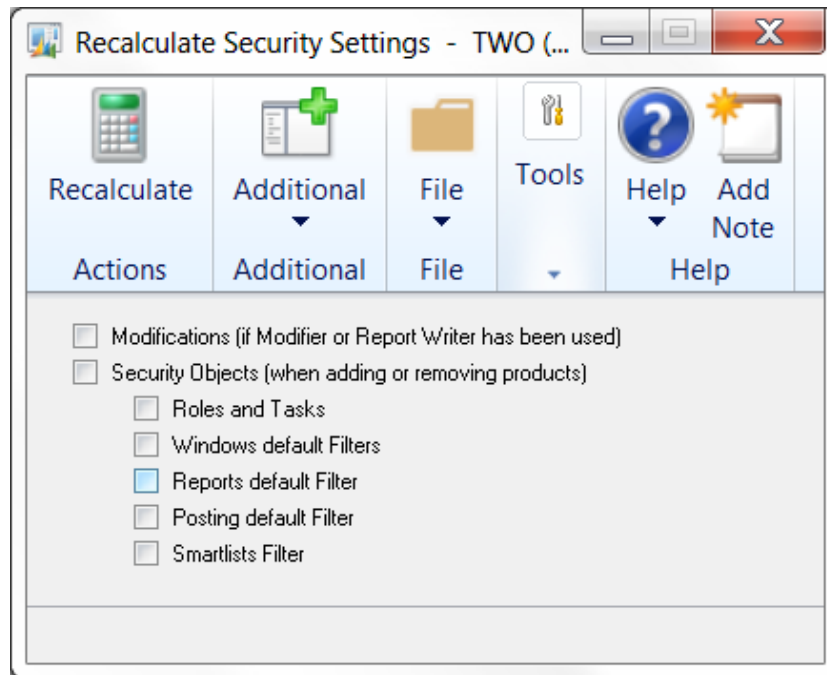 Recalculate Security Settings - TWO (...
Recalculate
Additional
File
Tools
Help
Add
Note
Actions
Additional
File
Help
Modifications (if Modifier or Report Writer has been used)
Security Objects (when adding or removing products)
Roles and Tasks
Windows default Filters
Reports default Filter
Posting default Filter
Smartlists Filter